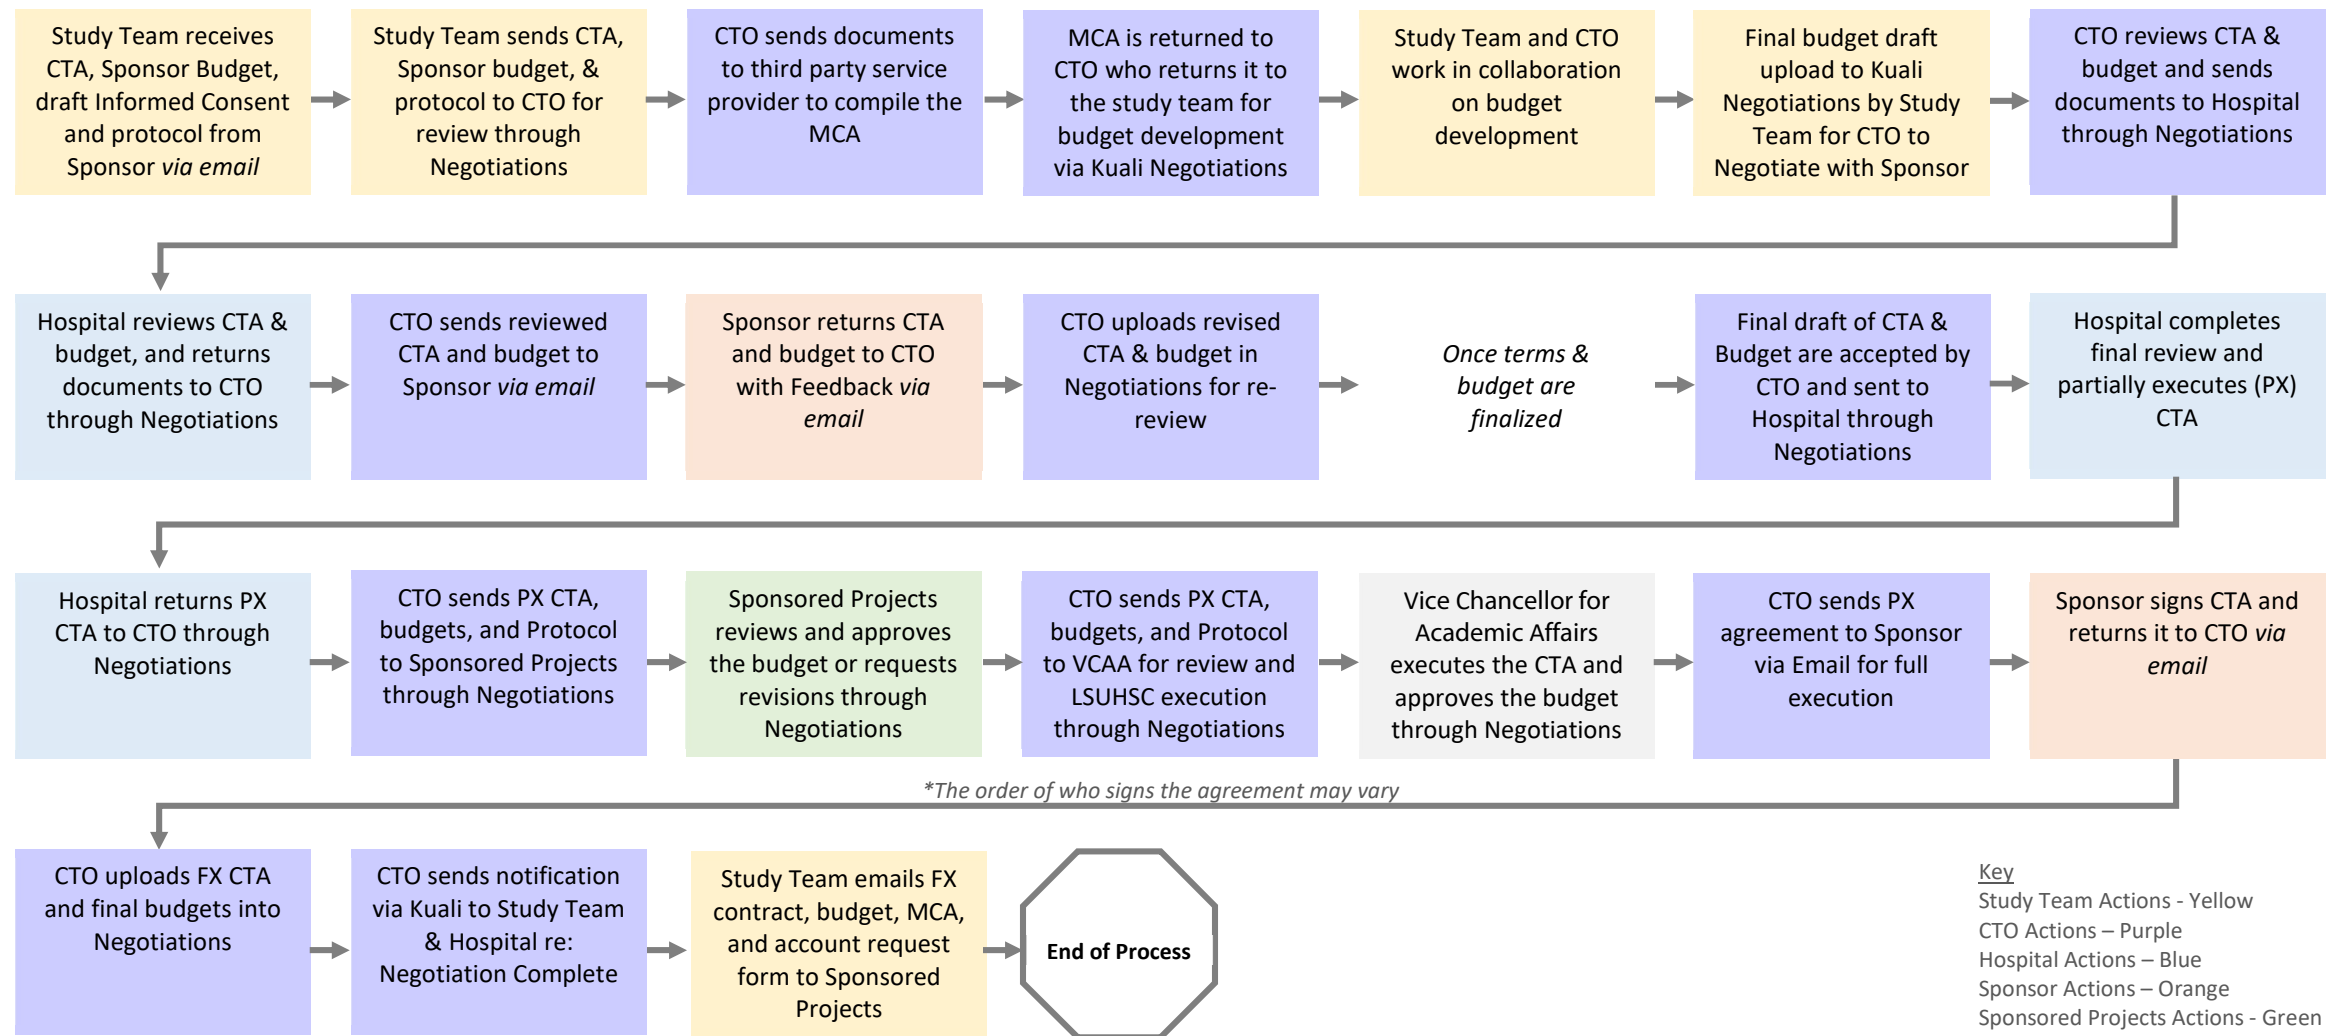 Study Team receives
CTA, Sponsor Budget,
draft Informed Consent
and protocol from
Sponsor via email
Study Team sends CTA,
Sponsor budget, &
protocol to CTO for
review through
Negotiations
CTO sends documents
to third party service
provider to compile the
MCA
MCA is returned to
CTO who returns it to
the study team for
budget development
via Kuali Negotiations
Study Team and CTO
work in collaboration
on budget
development
Final budget draft
upload to Kuali
Negotiations by Study
Team for CTO to
Negotiate with Sponsor
CTO reviews CTA &
budget and sends
documents to Hospital
through Negotiations
Hospital reviews CTA &
budget, and returns
documents to CTO
through Negotiations
CTO sends reviewed
CTA and budget to
Sponsor via email
Sponsor returns CTA
and budget to CTO
with Feedback via
email
CTO uploads revised
CTA & budget in
Negotiations for re-
review
Once terms &
budget are
finalized
Final draft of CTA &
Budget are accepted by
CTO and sent to
Hospital through
Negotiations
Hospital completes
final review and
partially executes (PX)
CTA
Hospital returns PX
CTA to CTO through
Negotiations
CTO sends PX CTA,
budgets, and Protocol
to Sponsored Projects
through Negotiations
Sponsored Projects
reviews and approves
the budget or requests
revisions through
Negotiations
CTO sends PX CTA,
budgets, and Protocol
to VCAA for review and
LSUHSC execution
through Negotiations
Vice Chancellor for
Academic Affairs
executes the CTA and
approves the budget
through Negotiations
CTO sends PX
agreement to Sponsor
via Email for full
execution
Sponsor signs CTA and
returns it to CTO via
email
*The order of who signs the agreement may vary
CTO uploads FX CTA
and final budgets into
Negotiations
CTO sends notification
via Kuali to Study Team
& Hospital re:
Negotiation Complete
Study Team emails FX
contract, budget, MCA,
and account request
form to Sponsored
Projects
End of Process
Key
Study Team Actions - Yellow
CTO Actions – Purple
Hospital Actions – Blue
Sponsor Actions – Orange
Sponsored Projects Actions - Green